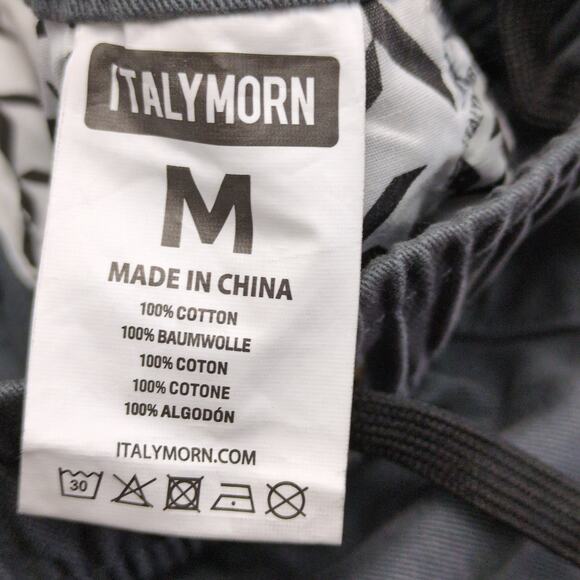 ITALYMORN
M
MADE IN CHINA
100% COTTON
100% BAUMWOLLE
100% COTON
100% COTONE
100% ALGODÓN
ITALYMORN.COM
30